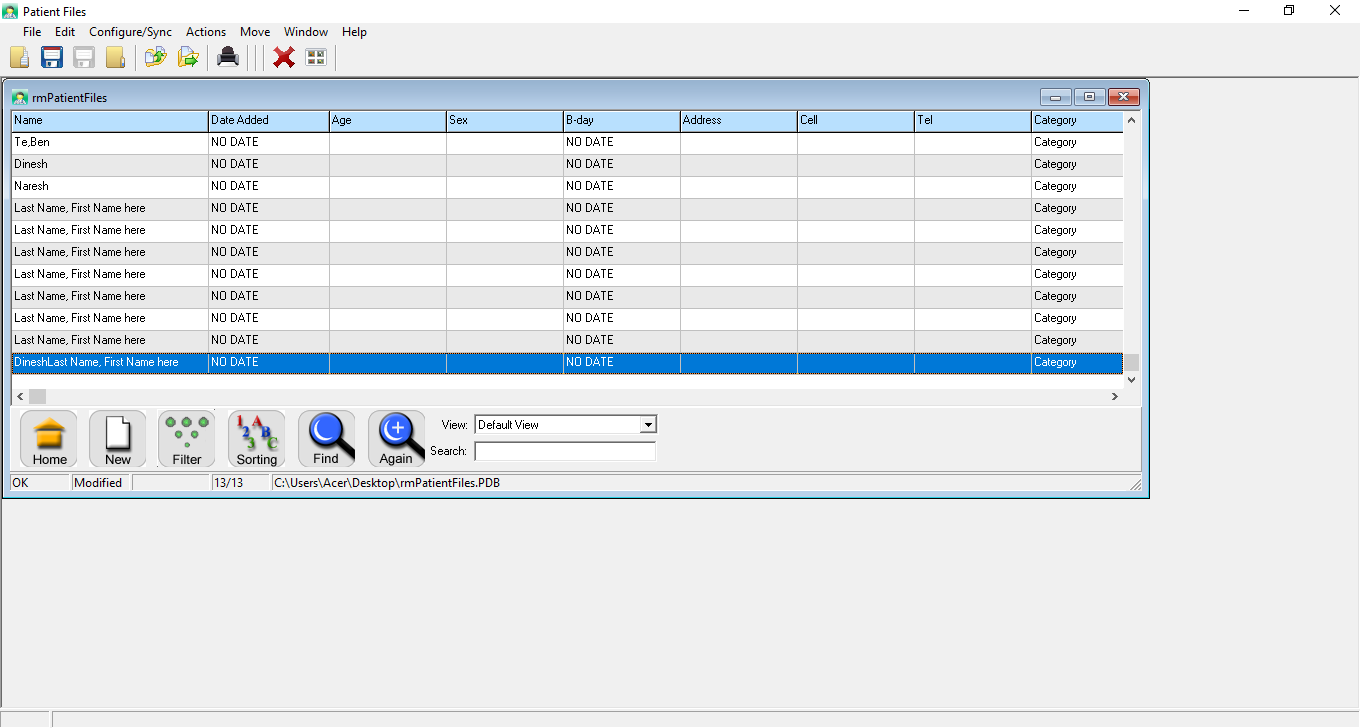 Patient Files
File Edit Configure/Sync Actions Move Window Help
rmPatientFiles
Name Date Added Age Sex B-day Address Cell Tel Category
Te,Ben NO DATE NO DATE Category
Dinesh NO DATE NO DATE Category
Naresh NO DATE NO DATE Category
Last Name, First Name here NO DATE NO DATE Category
Last Name, First Name here NO DATE NO DATE Category
Last Name, First Name here NO DATE NO DATE Category
Last Name, First Name here NO DATE NO DATE Category
Last Name, First Name here NO DATE NO DATE Category
Last Name, First Name here NO DATE NO DATE Category
Last Name, First Name here NO DATE NO DATE Category
DineshLast Name, First Name here NO DATE NO DATE Category
Home New Filter 1 2 3 A B C Sorting Find Again
View: Default View
Search:
OK Modified 13/13 C:\Users\Acer\Desktop\rmPatientFiles.PDB